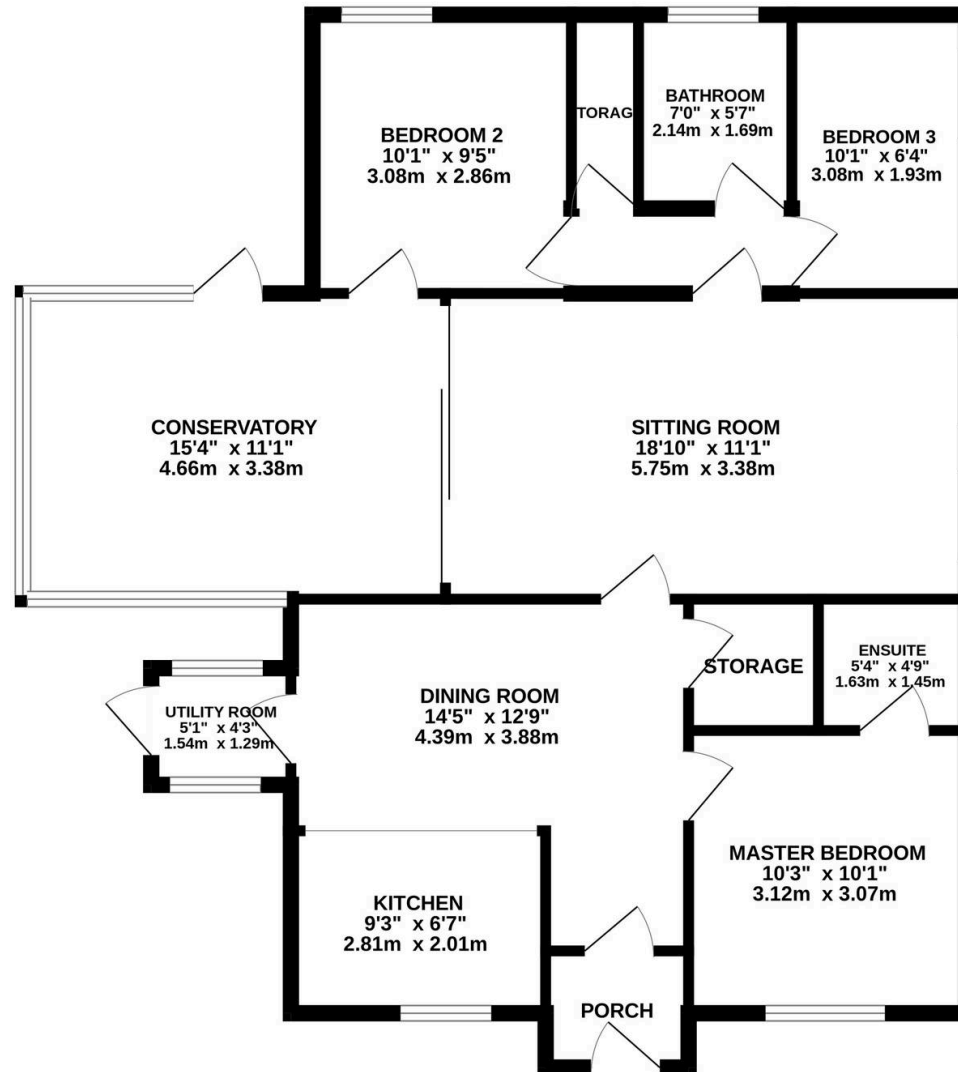 BEDROOM 2
10'1" x 9'5"
3.08m x 2.86m
TORAG
BATHROOM
7'0" x 5'7"
2.14m x 1.69m
BEDROOM 3
10'1" x 6'4"
3.08m x 1.93m
CONSERVATORY
15'4" x 11'1"
4.66m x 3.38m
SITTING ROOM
18'10" x 11'1"
5.75m x 3.38m
UTILITY ROOM
5'1" x 4'3"
1.54m x 1.29m
DINING ROOM
14'5" x 12'9"
4.39m x 3.88m
STORAGE
ENSUITE
5'4" x 4'9"
1.63m x 1.45m
KITCHEN
9'3" x 6'7"
2.81m x 2.01m
MASTER BEDROOM
10'3" x 10'1"
3.12m x 3.07m
PORCH